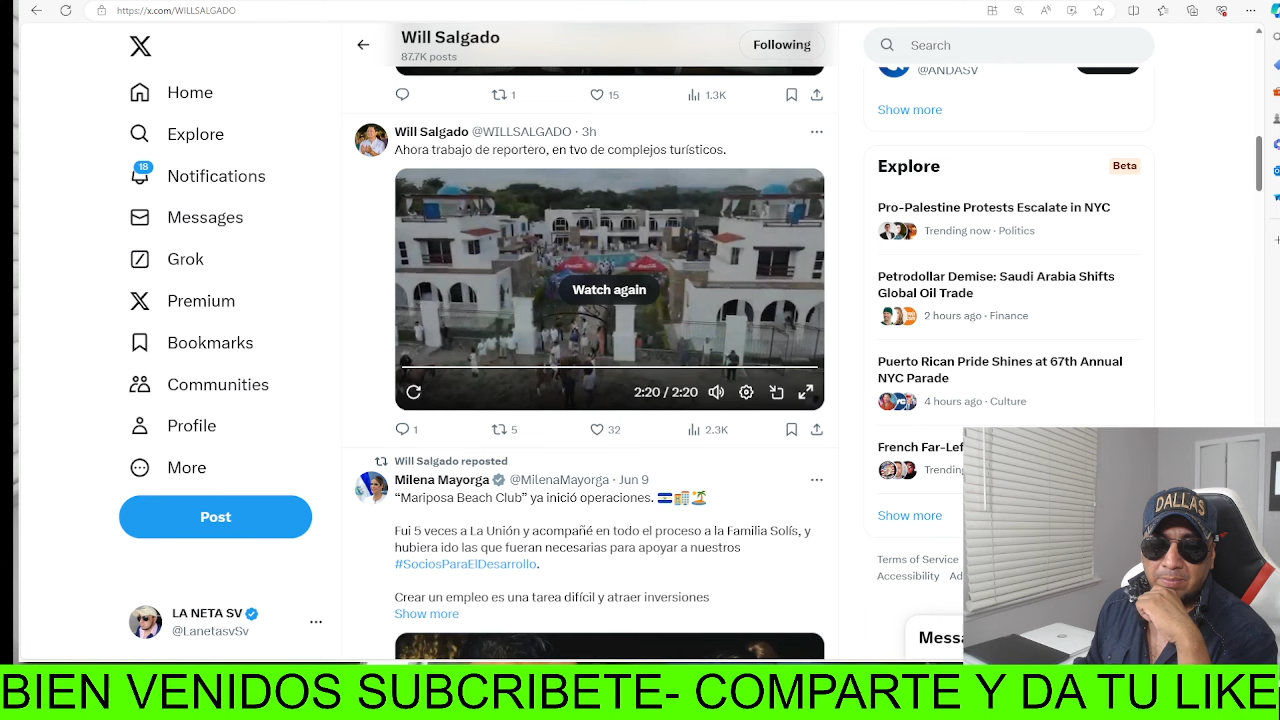 https://x.com/WILLSALGADO
Home
Explore
18
Notifications
Messages
Grok
Premium
Bookmarks
Communities
Profile
More
Post
LA NETA SV
@LanetasvSv
Will Salgado
87.7K posts
Following
1
15
1.3K
Will Salgado @WILLSALGADO · 3h
Ahora trabajo de reportero, en tvo de complejos turísticos.
Watch again
2:20 / 2:20
1
5
32
2.3K
Will Salgado reposted
Milena Mayorga @MilenaMayorga · Jun 9
“Mariposa Beach Club” ya inició operaciones.
Fui 5 veces a La Unión y acompañé en todo el proceso a la Familia Solís, y
hubiera ido las que fueran necesarias para apoyar a nuestros
#SociosParaElDesarrollo.
Crear un empleo es una tarea difícil y atraer inversiones
Show more
Search
@ANDASV
Show more
Explore
Beta
Pro-Palestine Protests Escalate in NYC
Trending now · Politics
Petrodollar Demise: Saudi Arabia Shifts
Global Oil Trade
2 hours ago · Finance
Puerto Rican Pride Shines at 67th Annual
NYC Parade
4 hours ago · Culture
French Far-Lef
Trending
Show more
Terms of Service
Accessibility Ad
Messa
DALLAS
BIEN VENIDOS SUBCRIBETE- COMPARTE Y DA TU LIKE